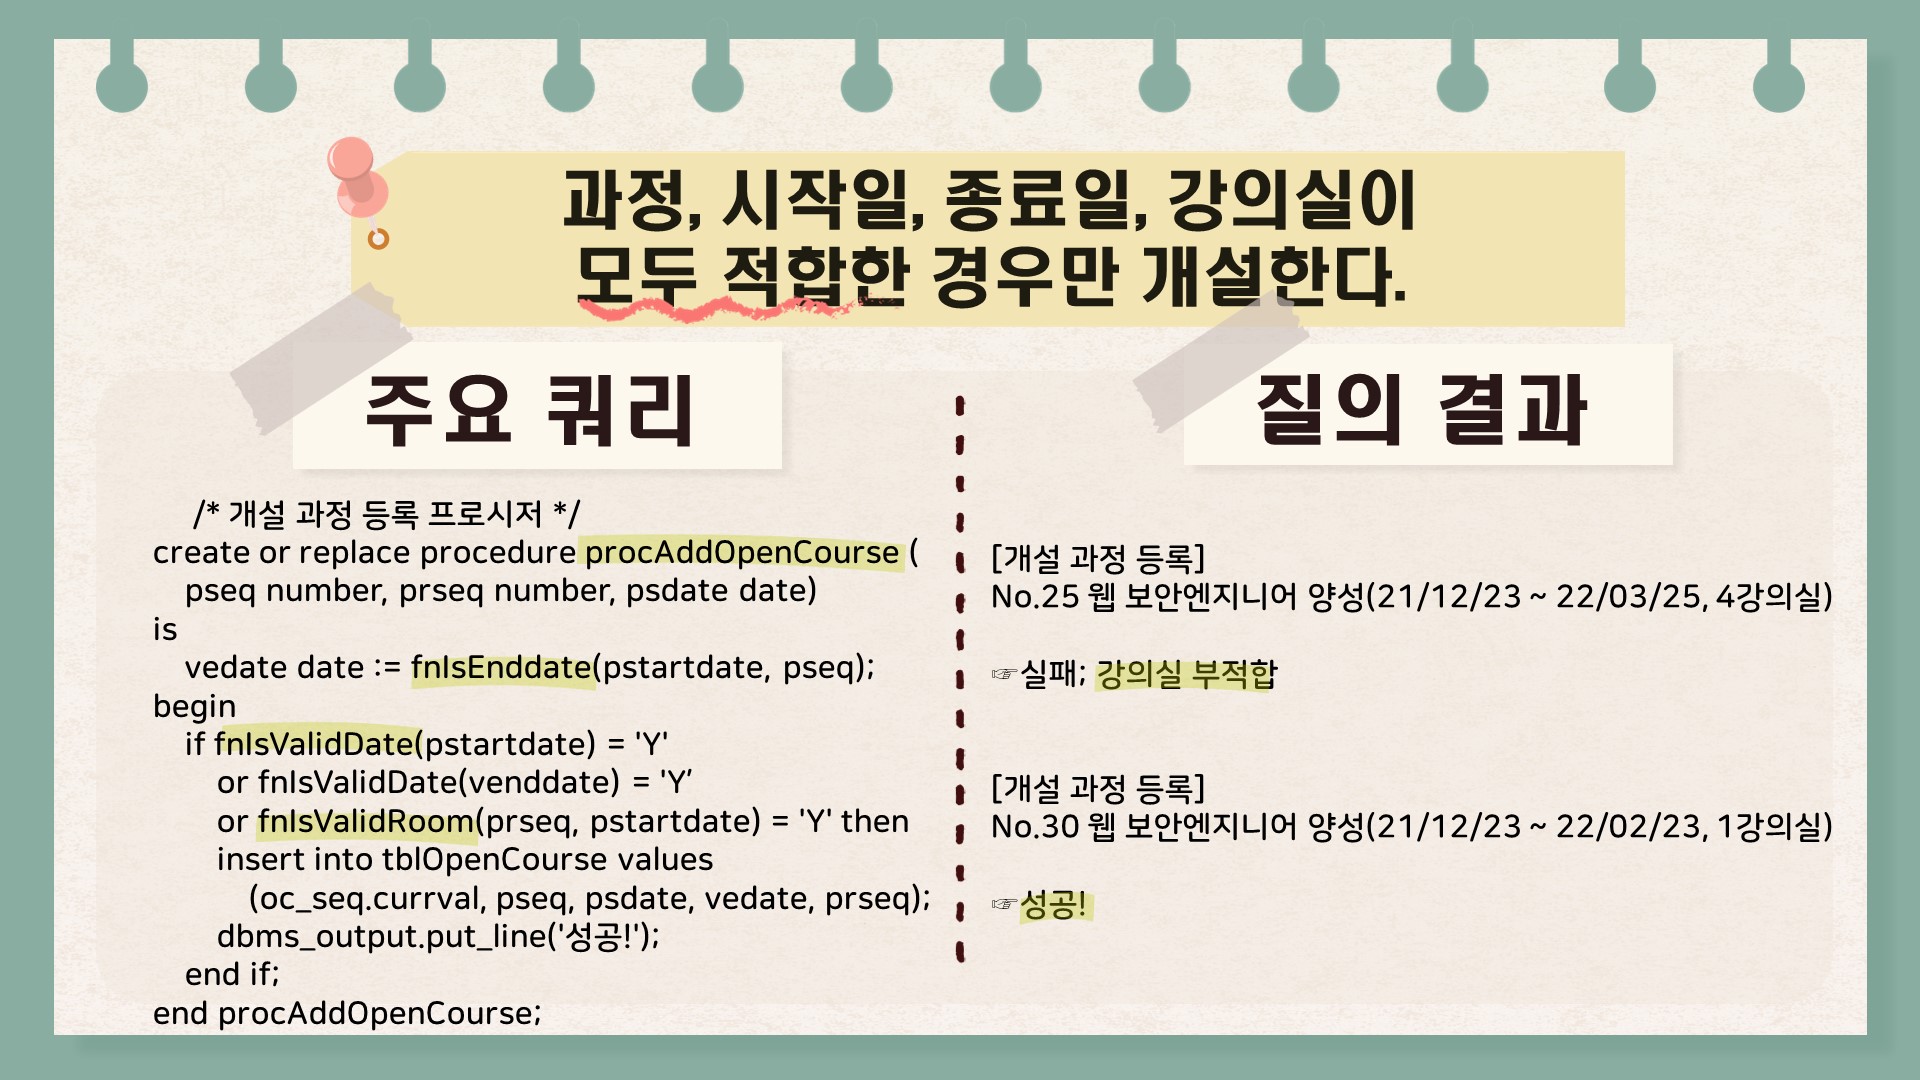 과정, 시작일, 종료일, 강의실이
모두 적합한 경우만 개설한다.
주요 쿼리
/* 개설 과정 등록 프로시저 */
create or replace procedure procAddOpenCourse (
pseq number, prseq number, psdate date)
is
vedate date := fnIsEnddate(pstartdate, pseq);
begin
if fnIsValidDate(pstartdate) = 'Y'
or fnIsValidDate(venddate) = 'Y’
or fnIsValidRoom(prseq, pstartdate) = 'Y' then
insert into tblOpenCourse values
(oc_seq.currval, pseq, psdate, vedate, prseq);
dbms_output.put_line('성공!');
end if;
end procAddOpenCourse;
질의 결과
[개설 과정 등록]
No.25 웹 보안엔지니어 양성(21/12/23 ~ 22/03/25, 4강의실)
☞실패; 강의실 부적합
[개설 과정 등록]
No.30 웹 보안엔지니어 양성(21/12/23 ~ 22/02/23, 1강의실)
☞성공!